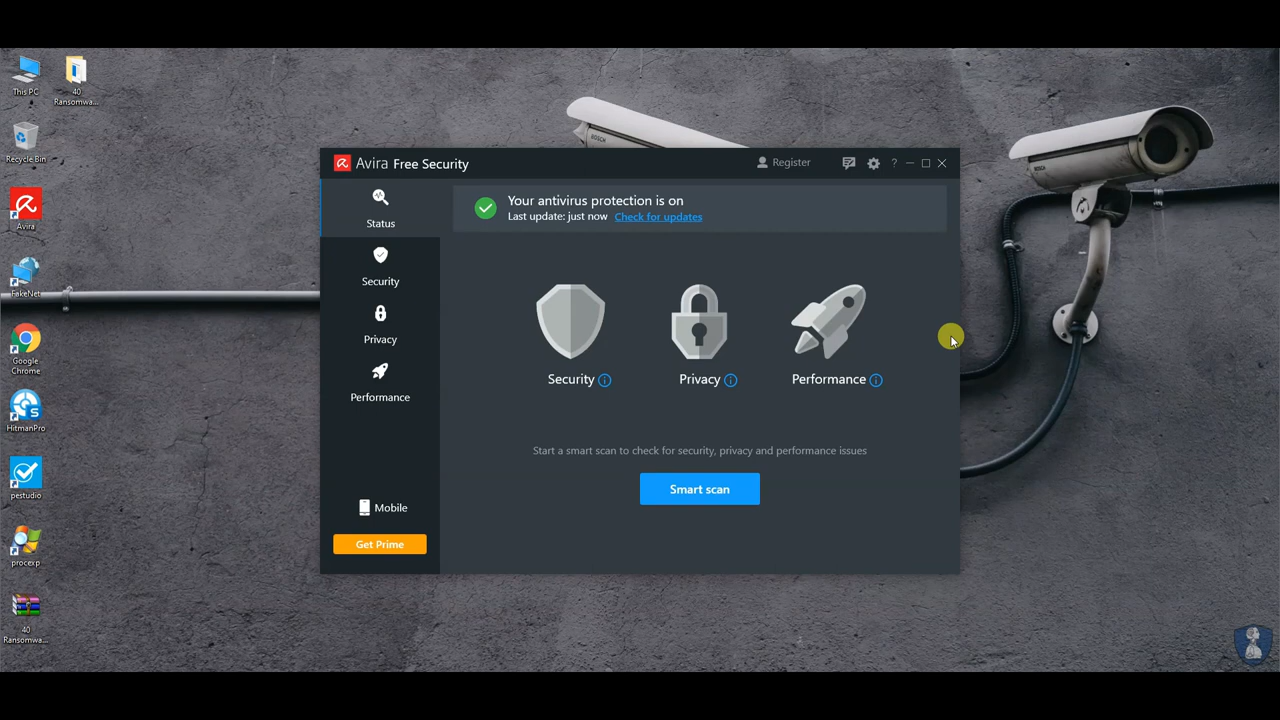 This PC
40
Ransomwa...
Recycle Bin
Avira
FakeNet
Google
Chrome
HitmanPro
pestudio
procexp
40
Ransomwa...
BOSCH
BOSCH
Avira Free Security
Register
?
Status
Security
Privacy
Performance
Mobile
Get Prime
Your antivirus protection is on
Last update: just now Check for updates
Security
Privacy
Performance
Start a smart scan to check for security, privacy and performance issues
Smart scan